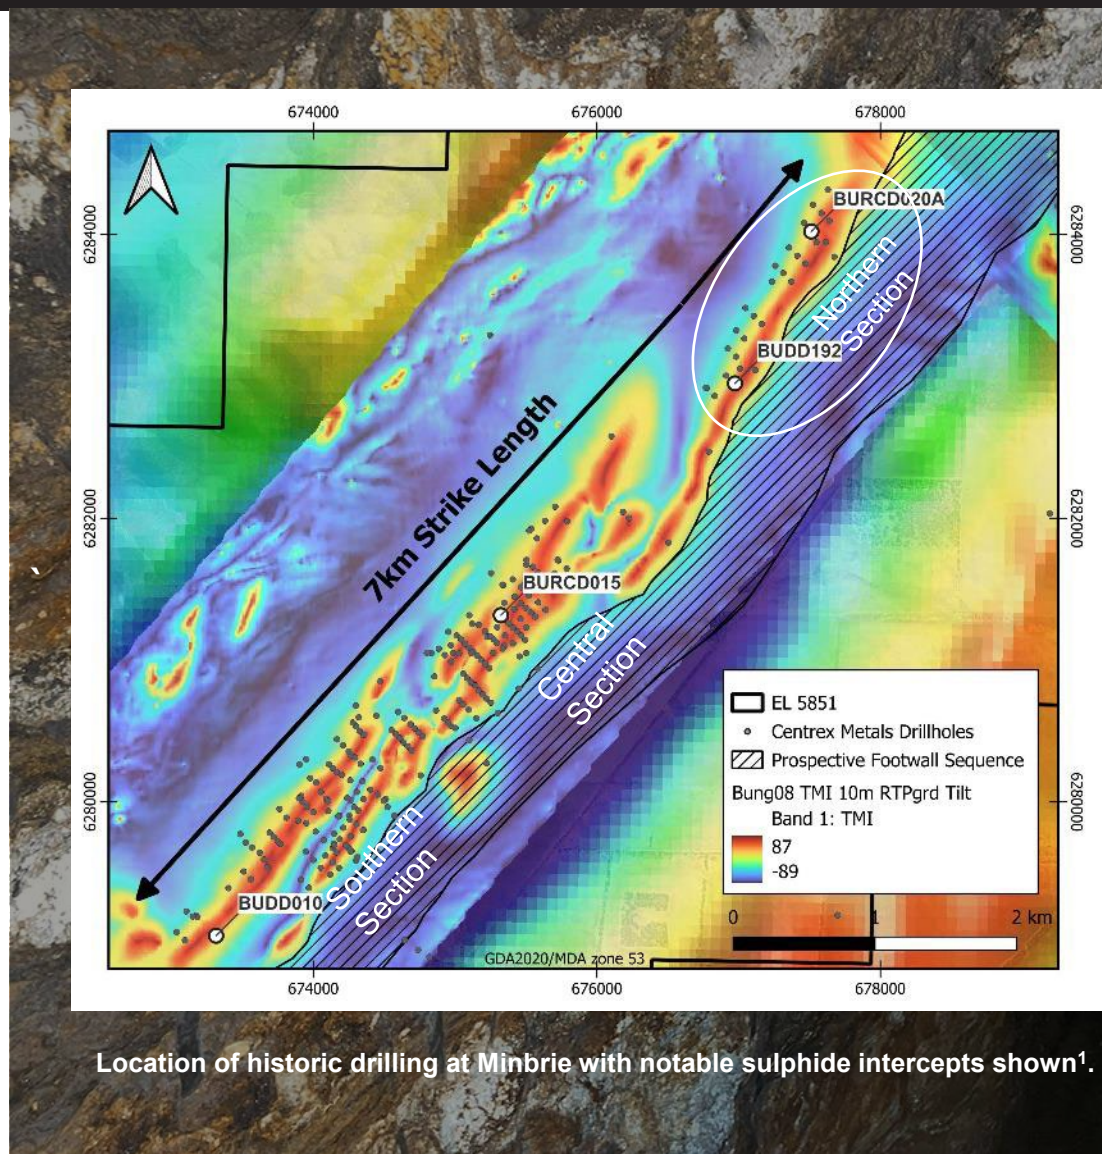 674000
676000
678000
6284000
6284000
BURCD020A
Northern
Section
BUDD192
7km Strike Length
6282000
6282000
BURCD015
Central
Section
EL 5851
Centrex Metals Drillholes
Prospective Footwall Sequence
Bung08 TMI 10m RTPgrd Tilt
Band 1: TMI
87
-89
6280000
6280000
Southern
Section
BUDD010
0
1
2 km
GDA2020/MDA zone 53
674000
676000
678000
Location of historic drilling at Minbrie with notable sulphide intercepts shown¹.